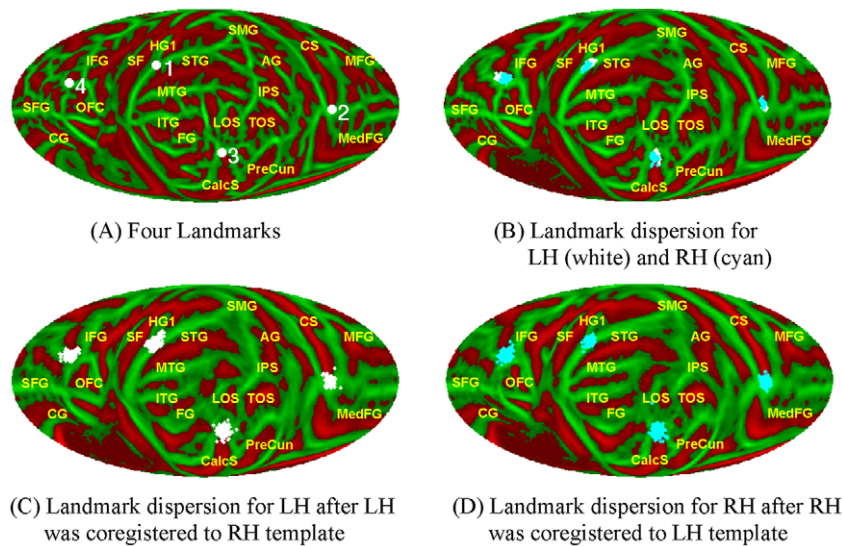 SMG
CS
IFG HG1
SF STG AG MFG
1
4 MTG IPS
SFG OFC 2
ITG LOS TOS
CG FG MedFG
3
PreCun
CalcS
(A) Four Landmarks
SMG
CS
IFG HG1
SF STG AG MFG
MTG IPS
SFG OFC
ITG LOS TOS
CG FG MedFG
PreCun
CalcS
(B) Landmark dispersion for
LH (white) and RH (cyan)
SMG
CS
IFG HG1
SF STG AG MFG
MTG IPS
SFG OFC
ITG LOS TOS
CG FG MedFG
PreCun
CalcS
(C) Landmark dispersion for LH after LH
was coregistered to RH template
SMG
CS
IFG HG1
SF STG AG MFG
MTG IPS
SFG OFC
ITG LOS TOS
CG FG MedFG
PreCun
CalcS
(D) Landmark dispersion for RH after RH
was coregistered to LH template